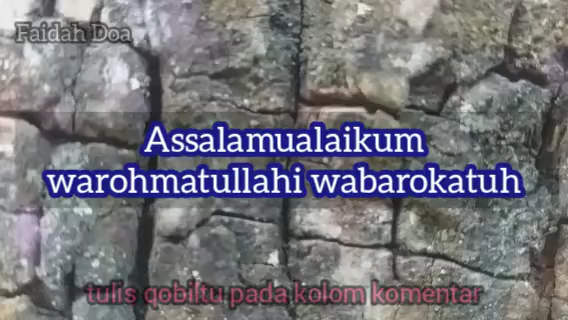 Faidah Doa
Assalamualaikum
warohmatullahi wabarokatuh
tulis qobiltu pada kolom komentar